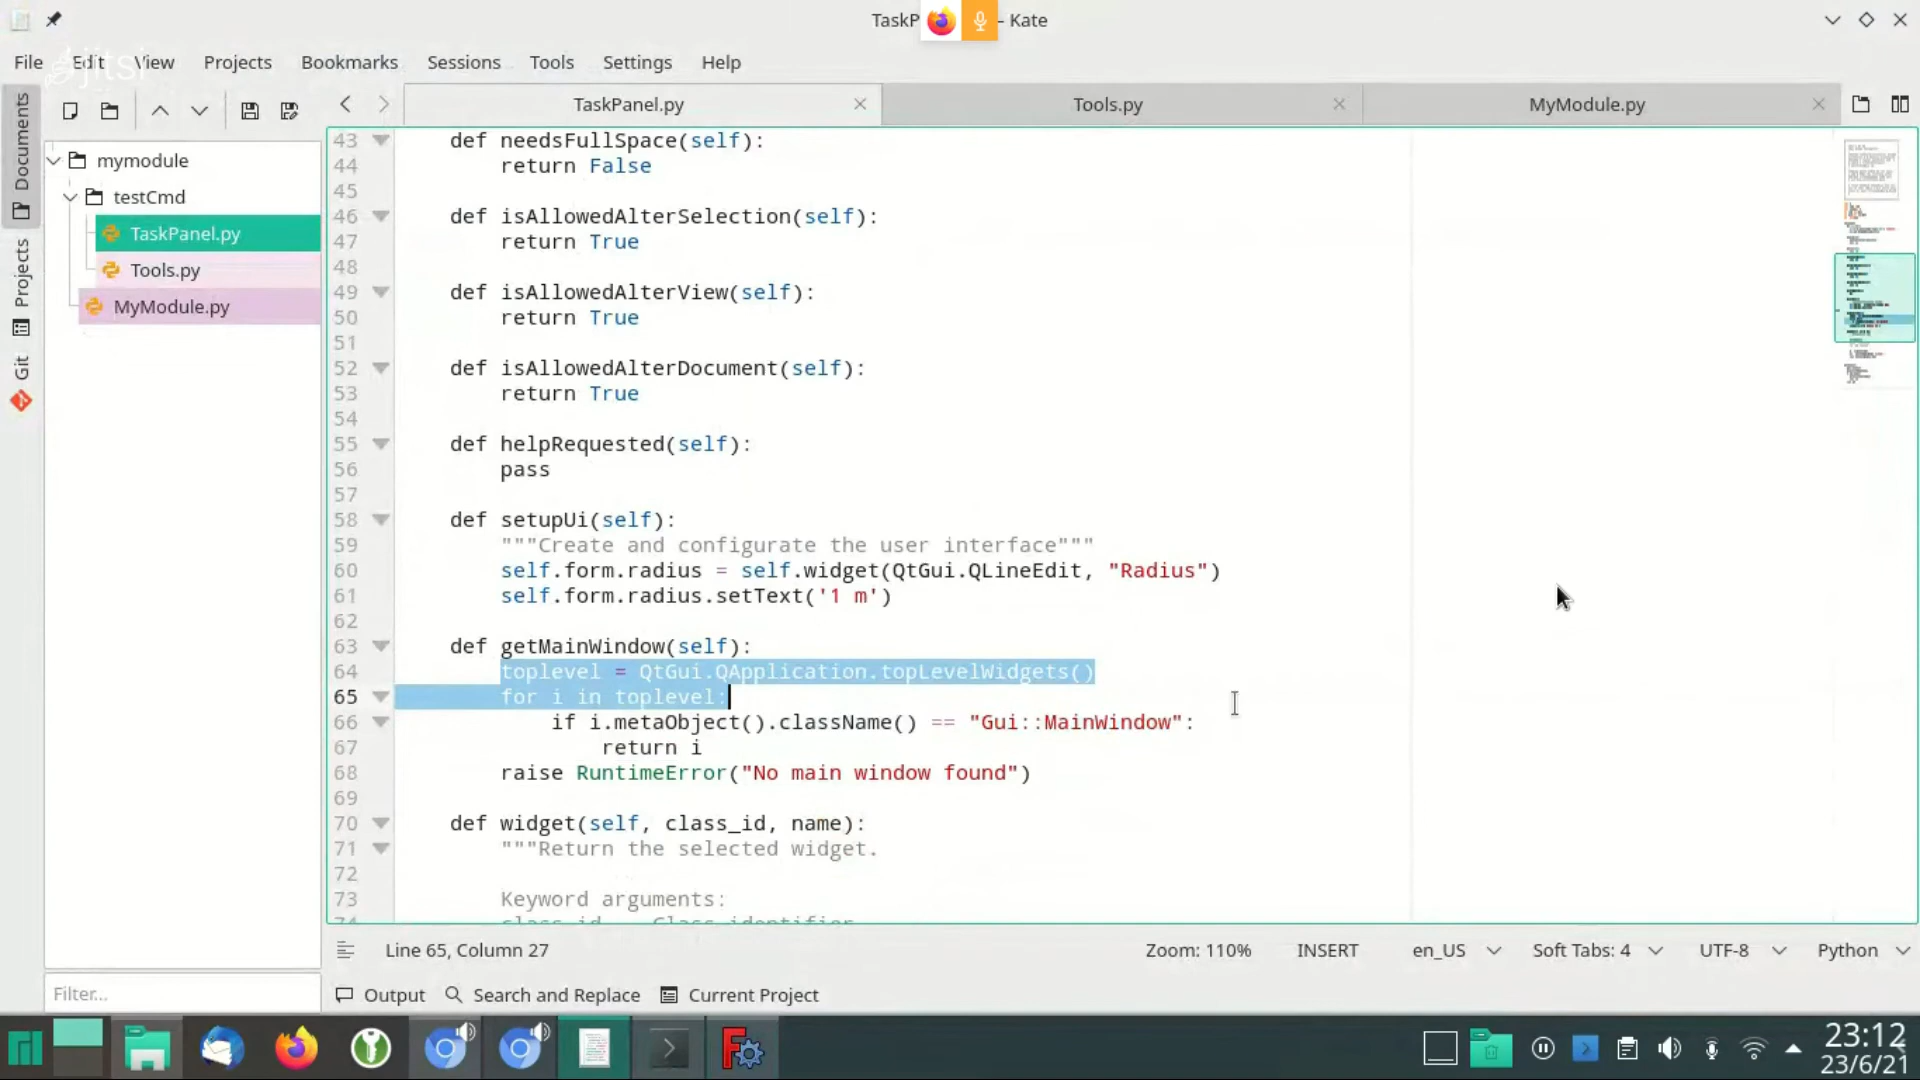 TaskP – Kate
File Edit View Projects Bookmarks Sessions Tools Settings Help
jitsi
TaskPanel.py Tools.py MyModule.py
Documents
Projects
Git
mymodule
testCmd
TaskPanel.py
Tools.py
MyModule.py
43 def needsFullSpace(self):
44 return False
45
46 def isAllowedAlterSelection(self):
47 return True
48
49 def isAllowedAlterView(self):
50 return True
51
52 def isAllowedAlterDocument(self):
53 return True
54
55 def helpRequested(self):
56 pass
57
58 def setupUi(self):
59 """Create and configurate the user interface"""
60 self.form.radius = self.widget(QtGui.QLineEdit, "Radius")
61 self.form.radius.setText('1 m')
62
63 def getMainWindow(self):
64 toplevel = QtGui.QApplication.topLevelWidgets()
65 for i in toplevel:
66 if i.metaObject().className() == "Gui::MainWindow":
67 return i
68 raise RuntimeError("No main window found")
69
70 def widget(self, class_id, name):
71 """Return the selected widget.
72
73 Keyword arguments:
74 class_id -- Class identifier
Line 65, Column 27 Zoom: 110% INSERT en_US Soft Tabs: 4 UTF-8 Python
Filter... Output Search and Replace Current Project
23:12
23/6/21